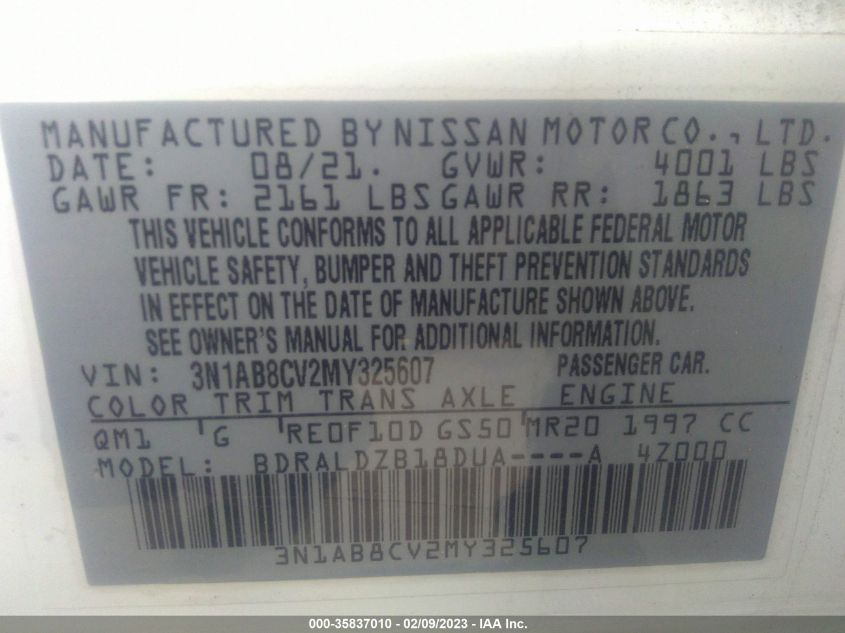 MANUFACTURED BY NISSAN MOTOR CO., LTD.
DATE: 08/21. GVWR: 4001 LBS
GAWR FR: 2161 LBS GAWR RR: 1863 LBS
THIS VEHICLE CONFORMS TO ALL APPLICABLE FEDERAL MOTOR
VEHICLE SAFETY, BUMPER AND THEFT PREVENTION STANDARDS
IN EFFECT ON THE DATE OF MANUFACTURE SHOWN ABOVE.
SEE OWNER'S MANUAL FOR ADDITIONAL INFORMATION.
VIN: 3N1AB8CV2MY325607 PASSENGER CAR.
COLOR TRIM TRANS AXLE ENGINE
QM1 G RE0F10D GS50 MR20 1997 CC
MODEL: BDRALDZB18DUA----A 4Z000
3N1AB8CV2MY325607
000-35837010 - 02/09/2023 - IAA Inc.